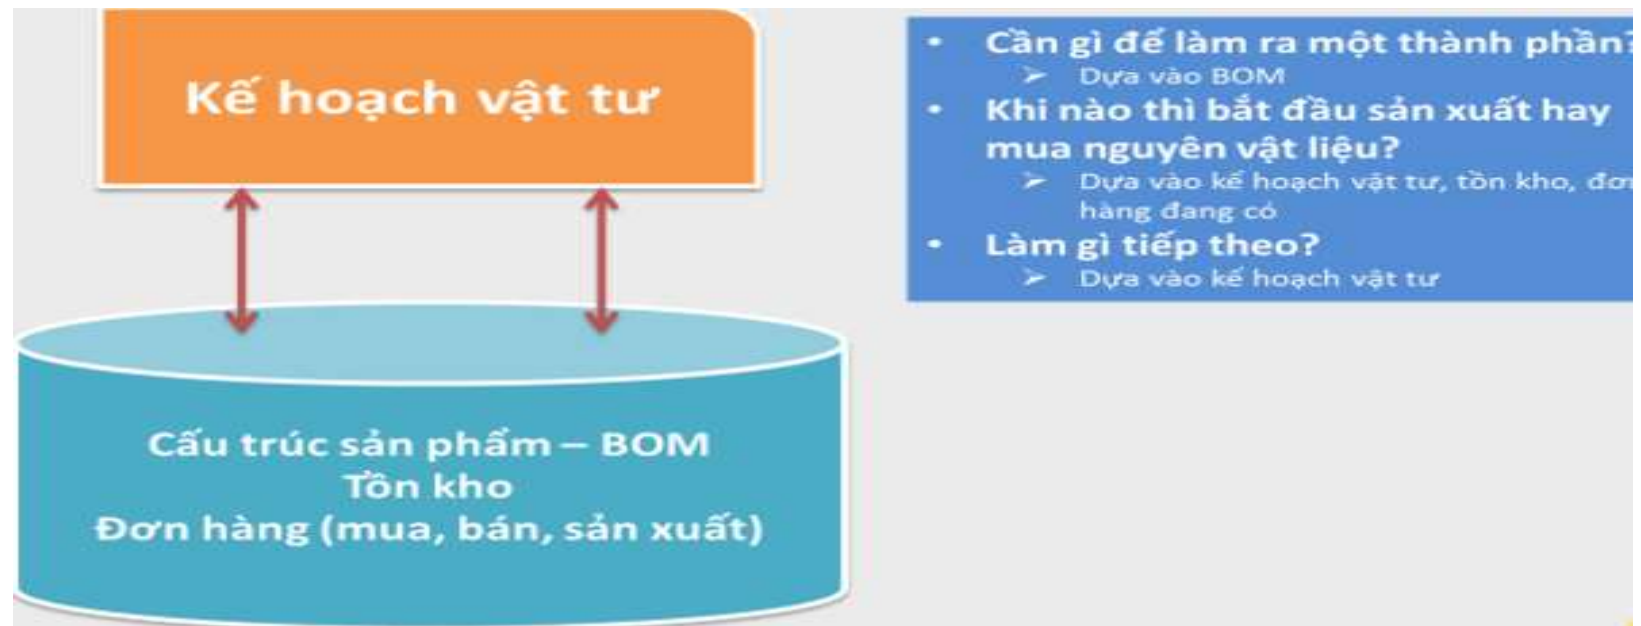 Kế hoạch vật tư
Cấu trúc sản phẩm – BOM
Tồn kho
Đơn hàng (mua, bán, sản xuất)
• Cần gì để làm ra một thành phần?
➢ Dựa vào BOM
• Khi nào thì bắt đầu sản xuất hay
mua nguyên vật liệu?
➢ Dựa vào kế hoạch vật tư, tồn kho, đơn
hàng đang có
• Làm gì tiếp theo?
➢ Dựa vào kế hoạch vật tư